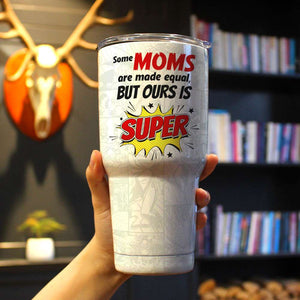 Some MOMS
are made equal,
BUT OURS IS
SUPER